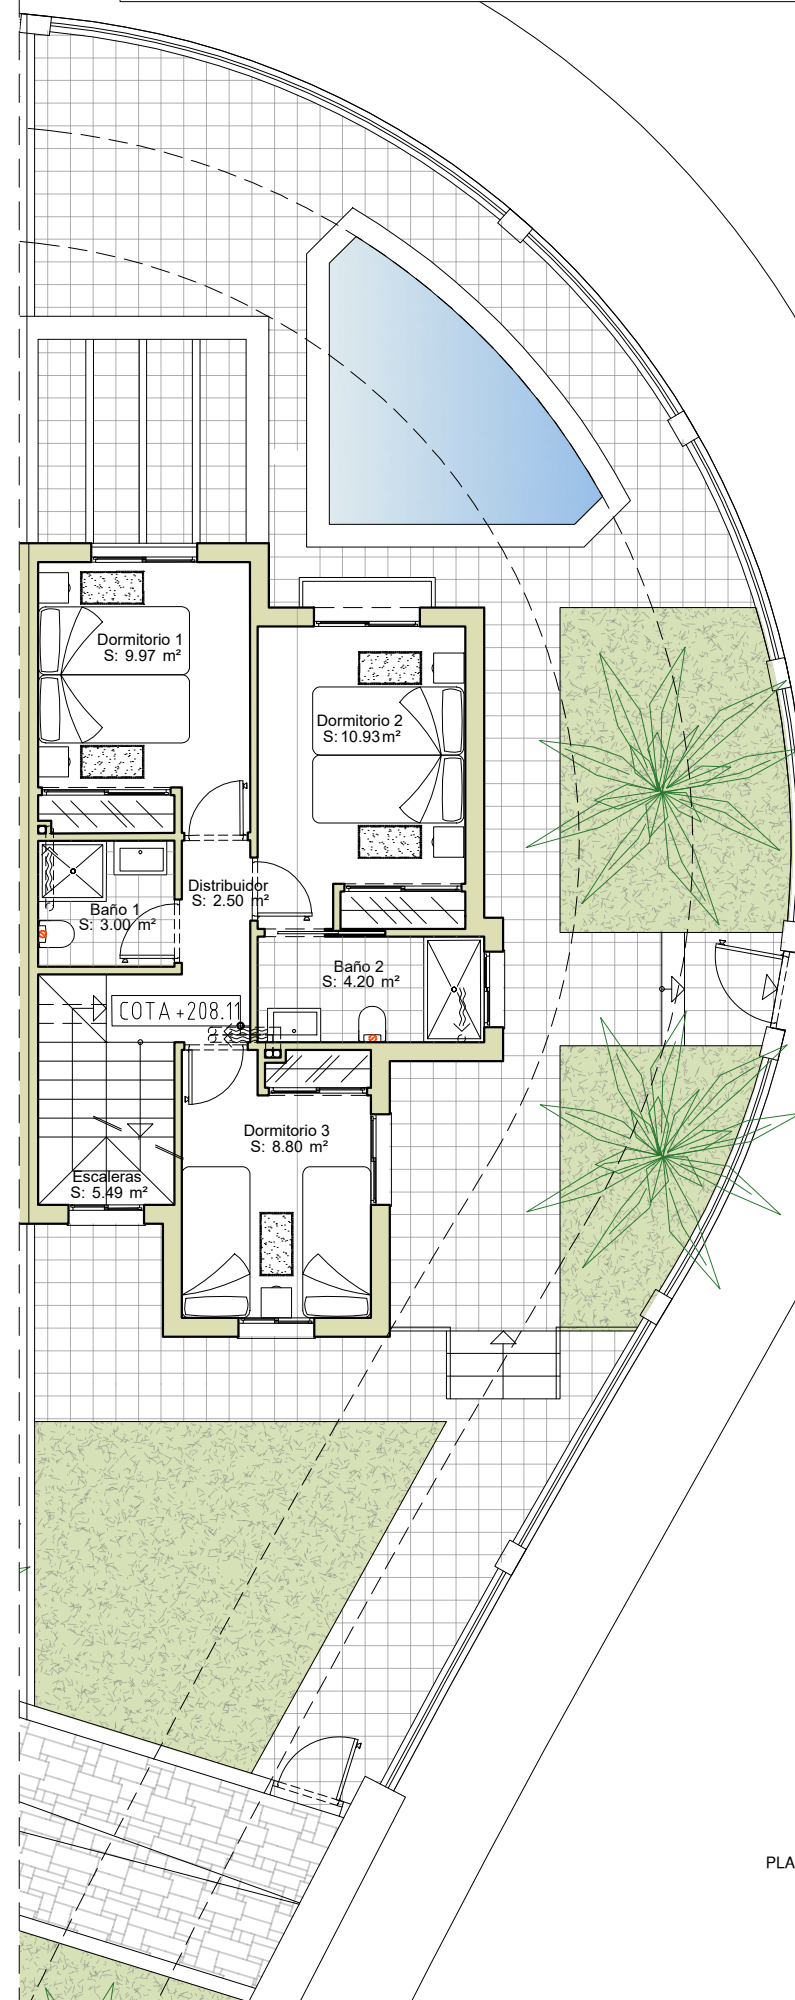 Dormitorio 1
S: 9.97 m²
Dormitorio 2
S: 10.93 m²
Distribuidor
S: 2.50 m²
Baño 1
S: 3.00 m²
Baño 2
S: 4.20 m²
COTA +208.11
Dormitorio 3
S: 8.80 m²
Escaleras
S: 5.49 m²
PLA